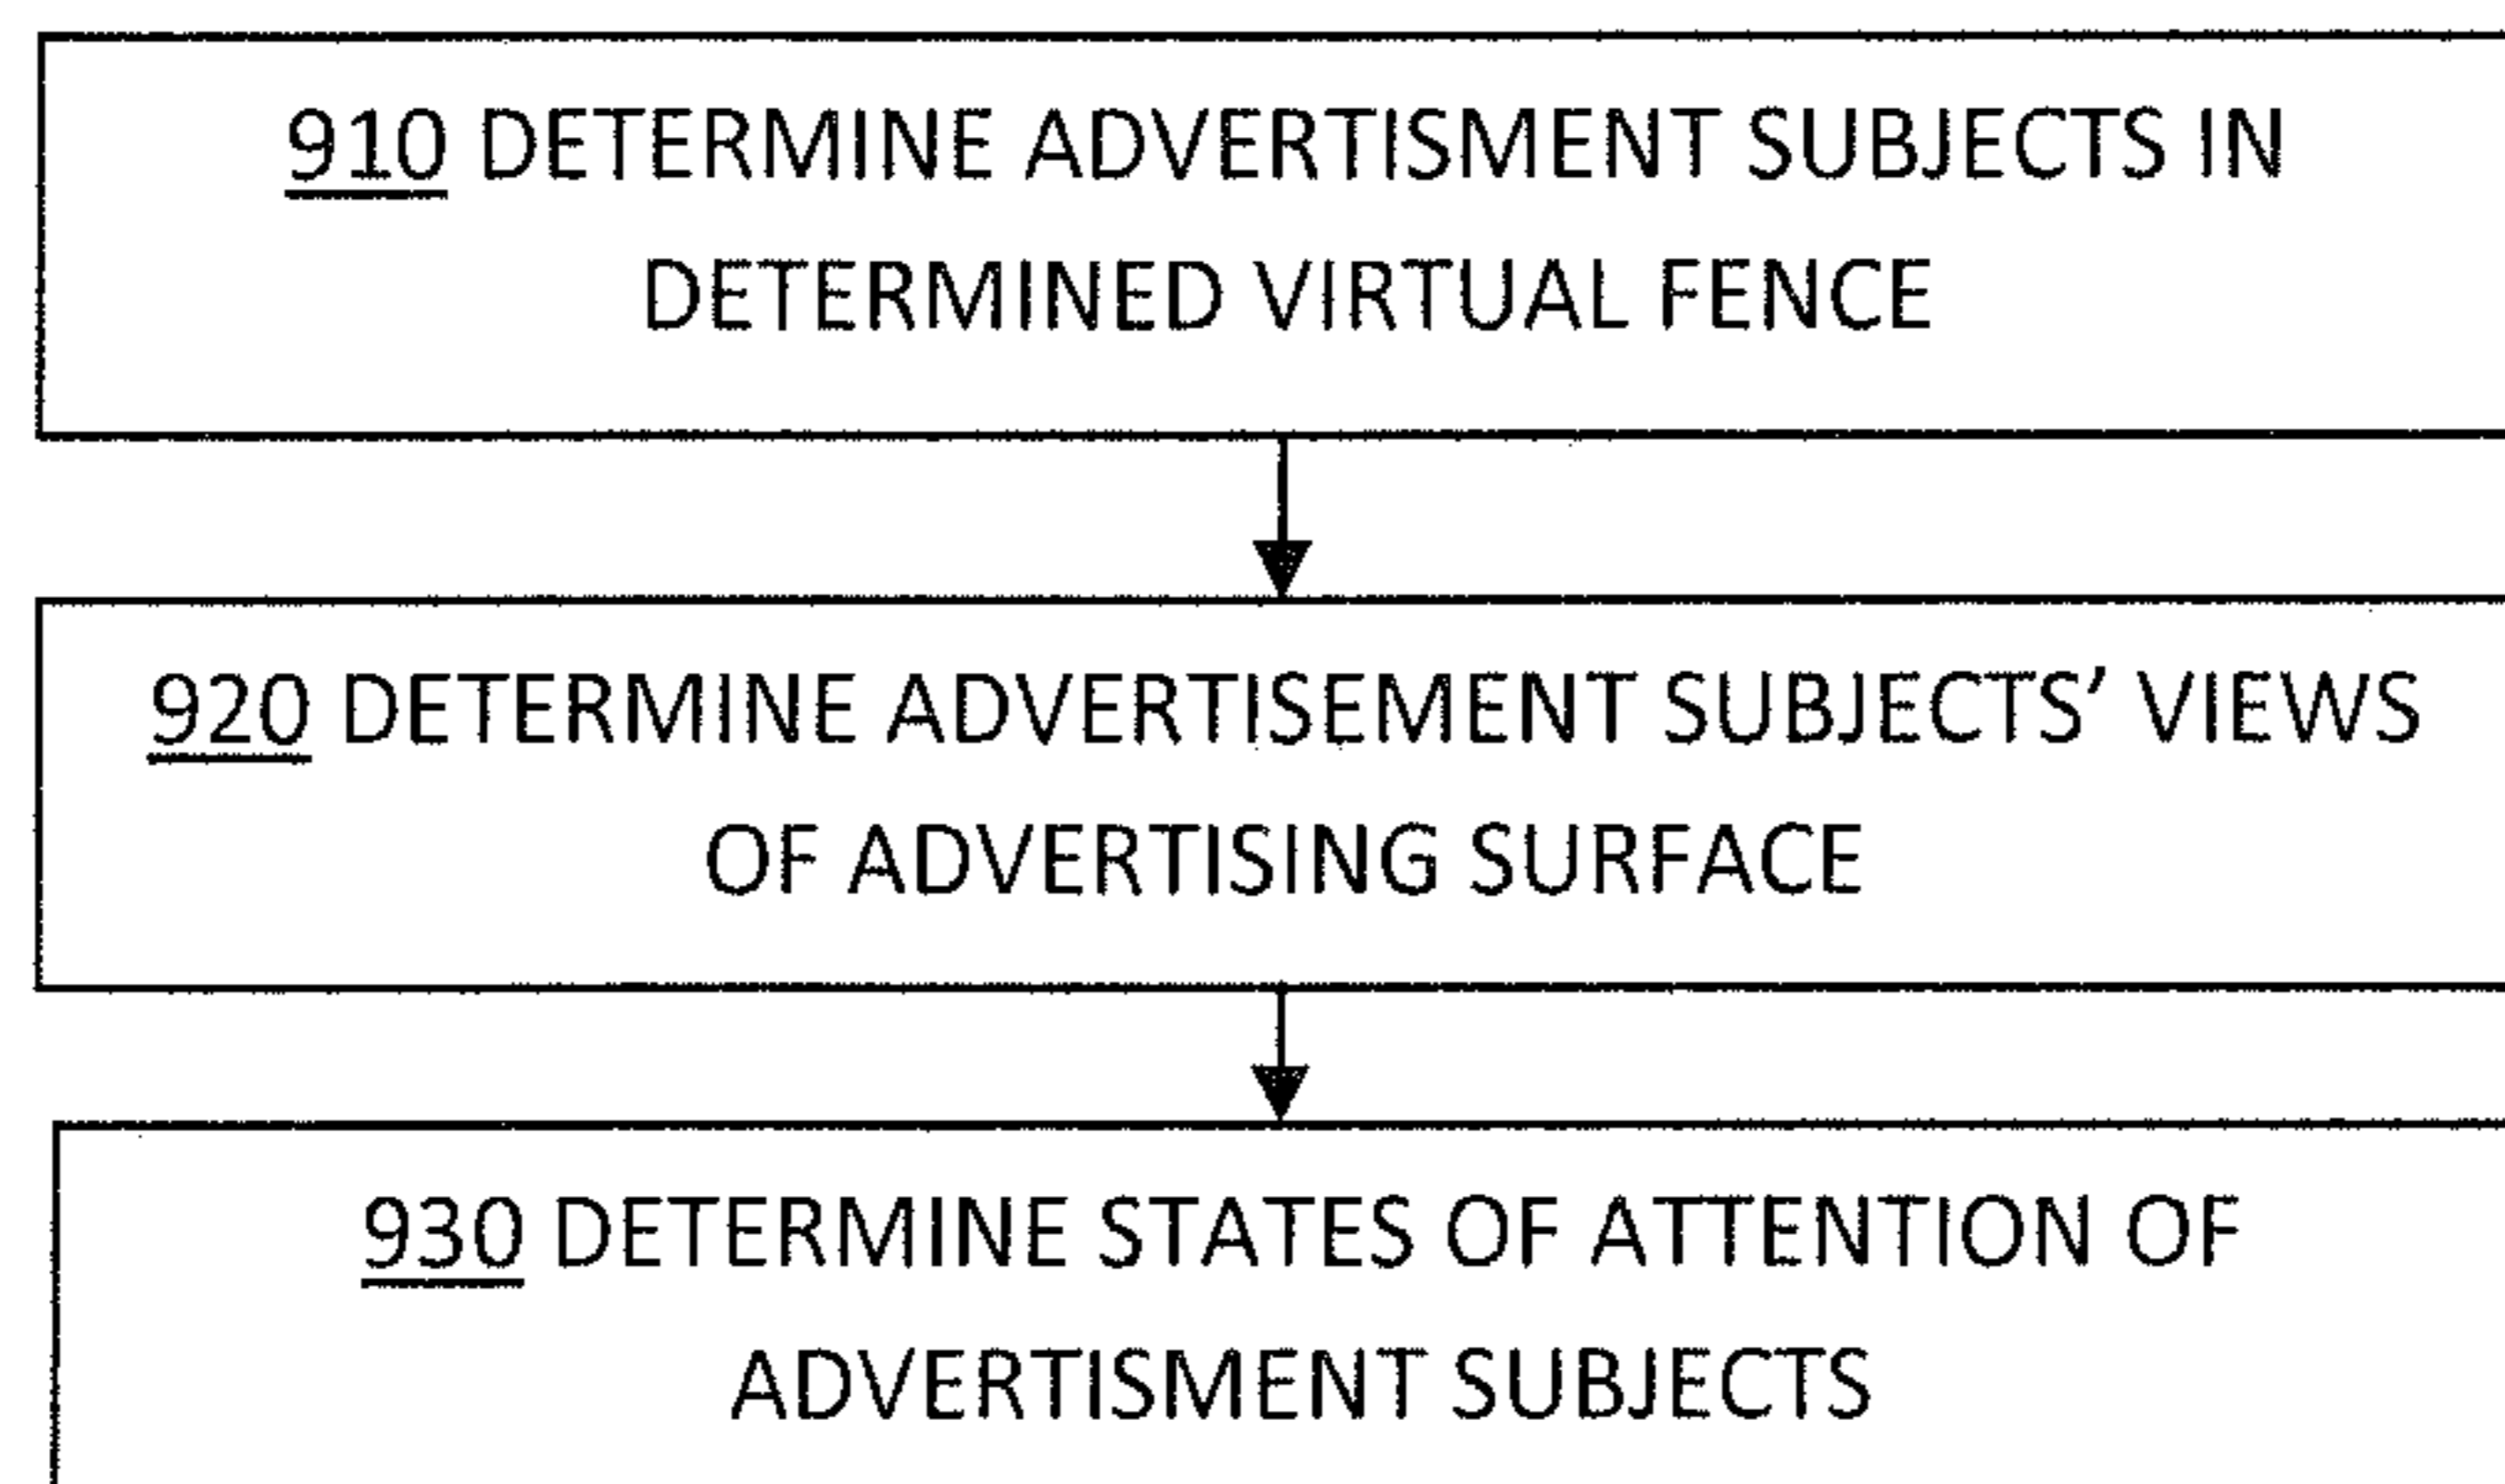 910 DETERMINE ADVERTISMENT SUBJECTS IN
DETERMINED VIRTUAL FENCE
920 DETERMINE ADVERTISEMENT SUBJECTS’ VIEWS
OF ADVERTISING SURFACE
930 DETERMINE STATES OF ATTENTION OF
ADVERTISMENT SUBJECTS